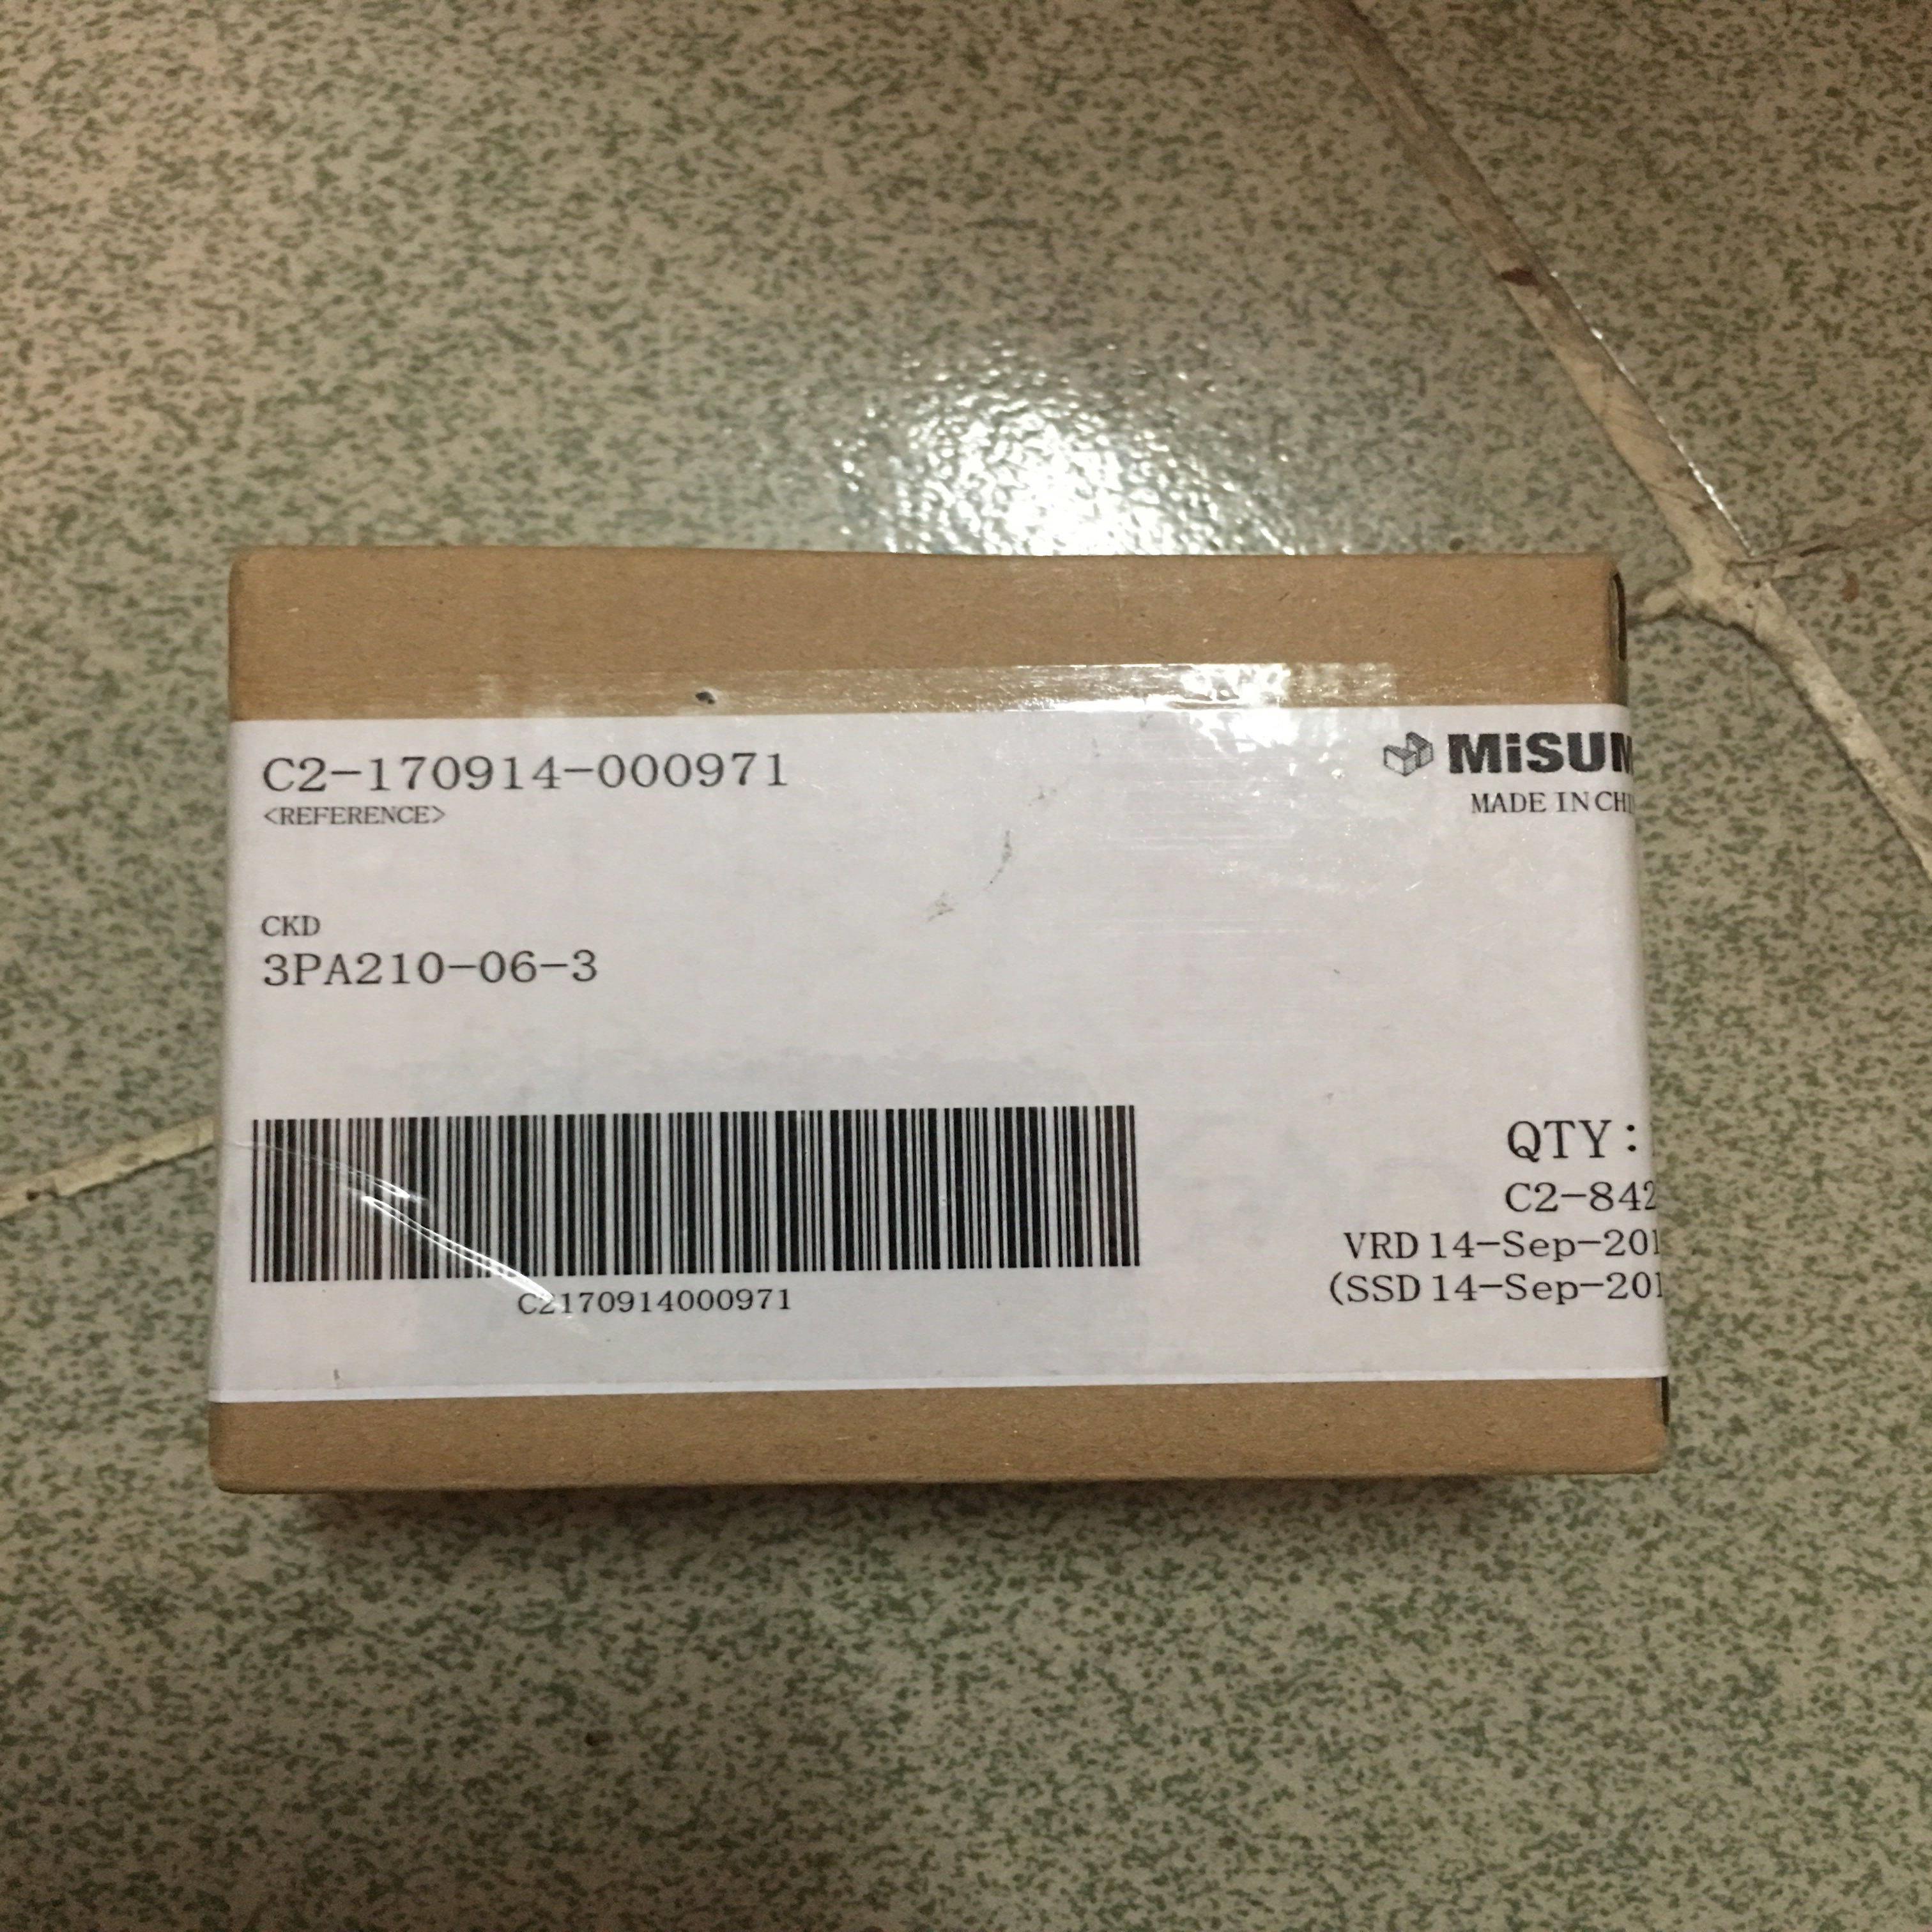 C2-170914-000971
<REFERENCE>
MiSUM
MADE IN CHI
CKD
3PA210-06-3
C2170914000971
QTY:
C2-842
VRD 14-Sep-201
(SSD 14-Sep-201